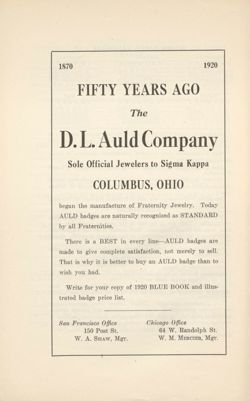 1870 1920
FIFTY YEARS AGO
The
D. L. Auld Company
Sole Official Jewelers to Sigma Kappa
COLUMBUS, OHIO
began the manufacture of Fraternity Jewelry. Today
AULD badges are naturally recognized as STANDARD
by all Fraternities.
There is a BEST in every line—AULD badges are
made to give complete satisfaction, not merely to sell.
That is why it is better to buy an AULD badge than to
wish you had.
Write for your copy of 1920 BLUE BOOK and illus-
trated badge price list.
San Francisco Office Chicago Office
150 Post St. 64 W. Randolph St.
W. A. SHAW, Mgr. W. M. MERCER, Mgr.